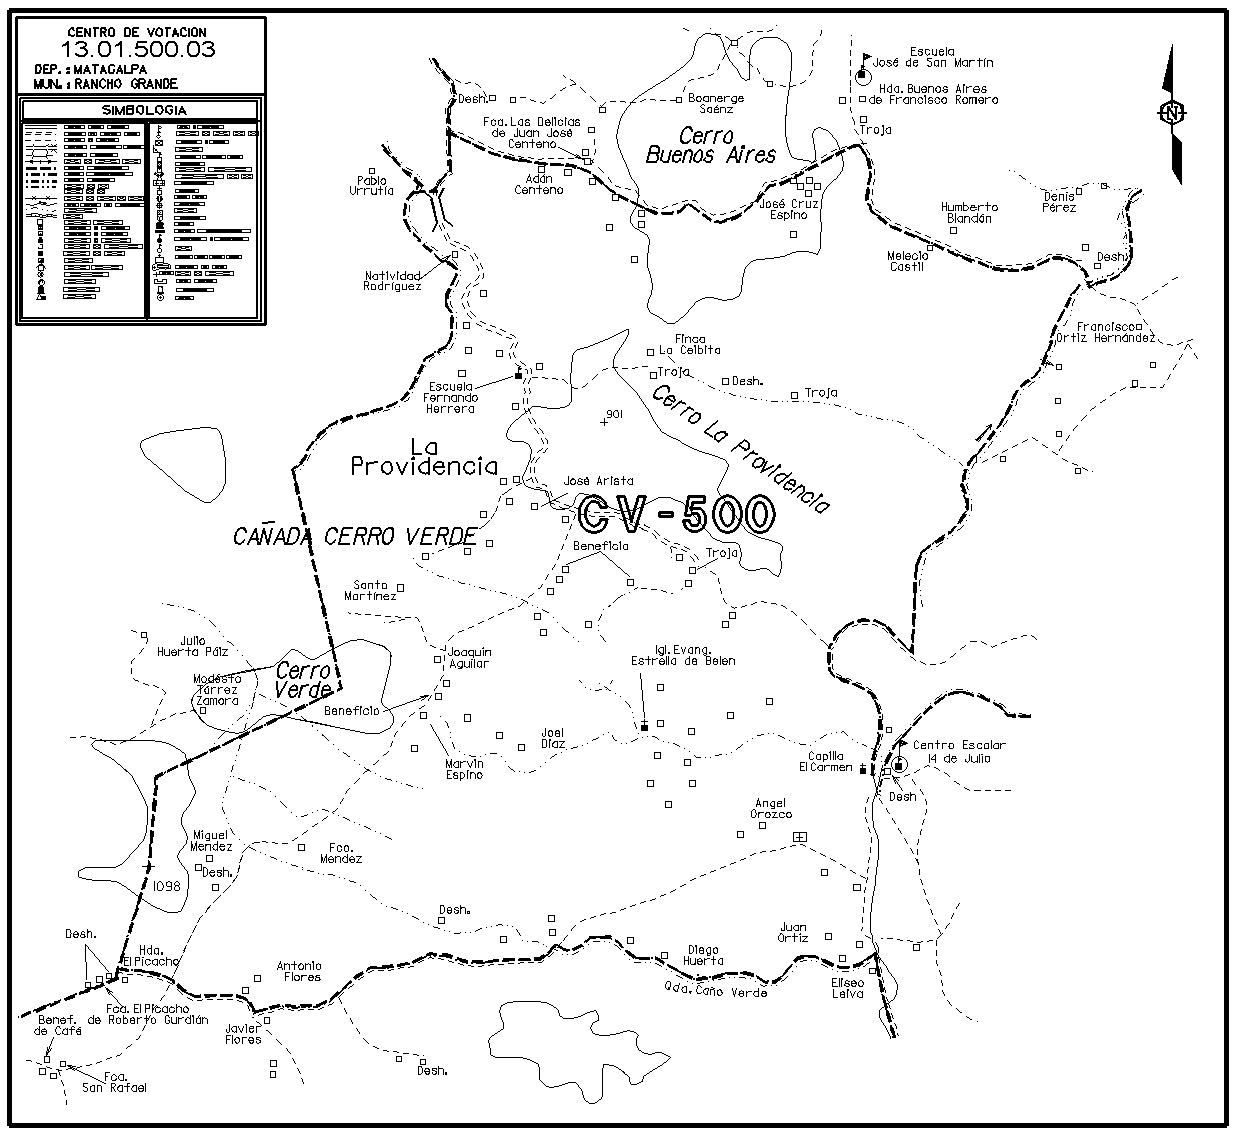 CENTRO DE VOTACION
13.01.500.03
DEP.: MATAGALPA
MUN.: RANCHO GRANDE
SIMBOLOGIA
Desh.
Boanerge
Saénz
Escuela
José de San Martín
Hda. Buenos Aires
de Francisco Romero
Troja
Fca. Las Delicias
de Juan José
Centeno
Cerro
Buenos Aires
Pablo
Urrutia
Adán
Centeno
José Cruz
Espino
Humberto
Blandón
Denis
Pérez
Melecio
Castil
Desh.
Natividad
Rodríguez
Francisco
Ortiz Hernández
Finca
La Ceibita
Troja
Desh.
Troja
Escuela
Fernando
Herrera
901
Cerro La Providencia
La
Providencia
José Arista
CV-500
CAÑADA CERRO VERDE
Beneficio
Troja
Santo
Martínez
Julio
Huerta Páiz
Joaquín
Aguilar
Igl. Evang.
Estrella de Belen
Cerro
Verde
Modesto
Tórrez
Zamora
Beneficio
Joel
Díaz
Marvin
Espino
Capilla
El Carmen
Centro Escolar
14 de Julio
Desh
Angel
Orozco
Miguel
Mendez
Desh.
Fco.
Mendez
1098
Desh.
Desh.
Hda.
El Picacho
Juan
Ortíz
Antonio
Flores
Diego
Huerta
Qda. Caño Verde
Eliseo
Leiva
Fca. El Picacho
de Roberto Gurdián
Benef.
de Café
Javier
Flores
Desh.
Fca.
San Rafael
N